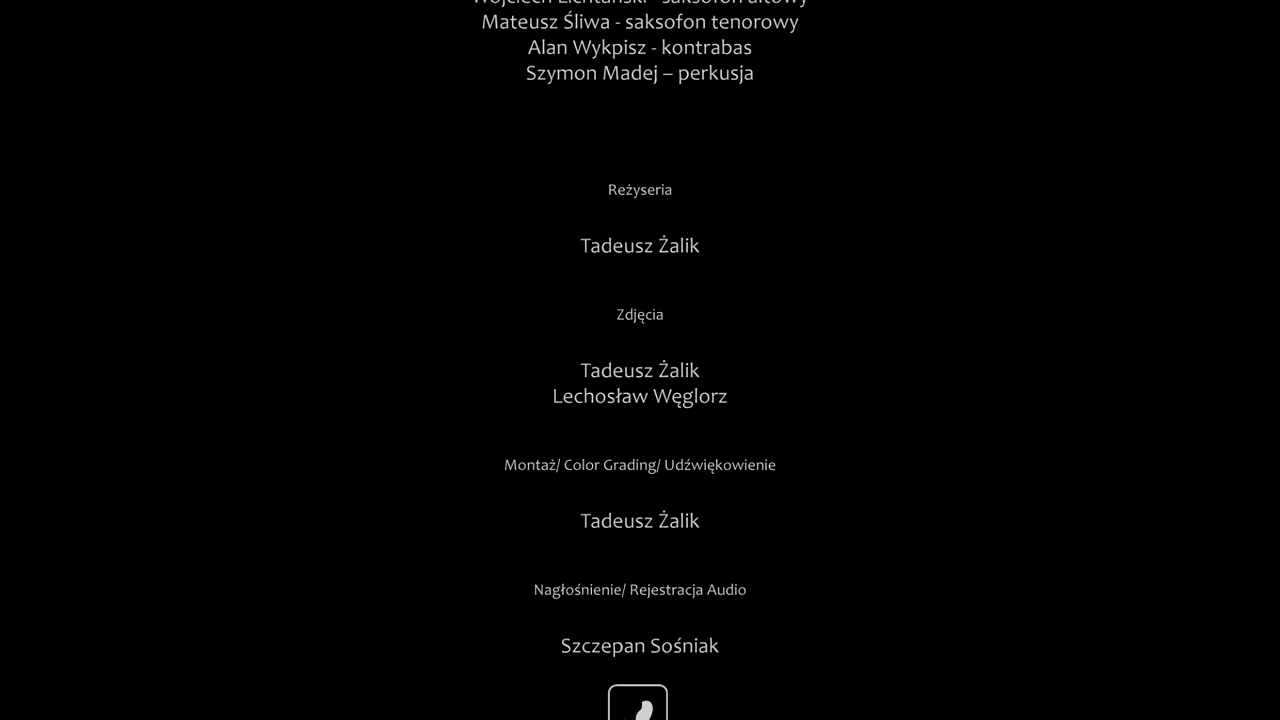 Mateusz Śliwa - saksofon tenorowy
Alan Wykpisz - kontrabas
Szymon Madej – perkusja
Reżyseria
Tadeusz Żalik
Zdjęcia
Tadeusz Żalik
Lechosław Węglorz
Montaż/ Color Grading/ Udźwiękowienie
Tadeusz Żalik
Nagłośnienie/ Rejestracja Audio
Szczepan Sośniak